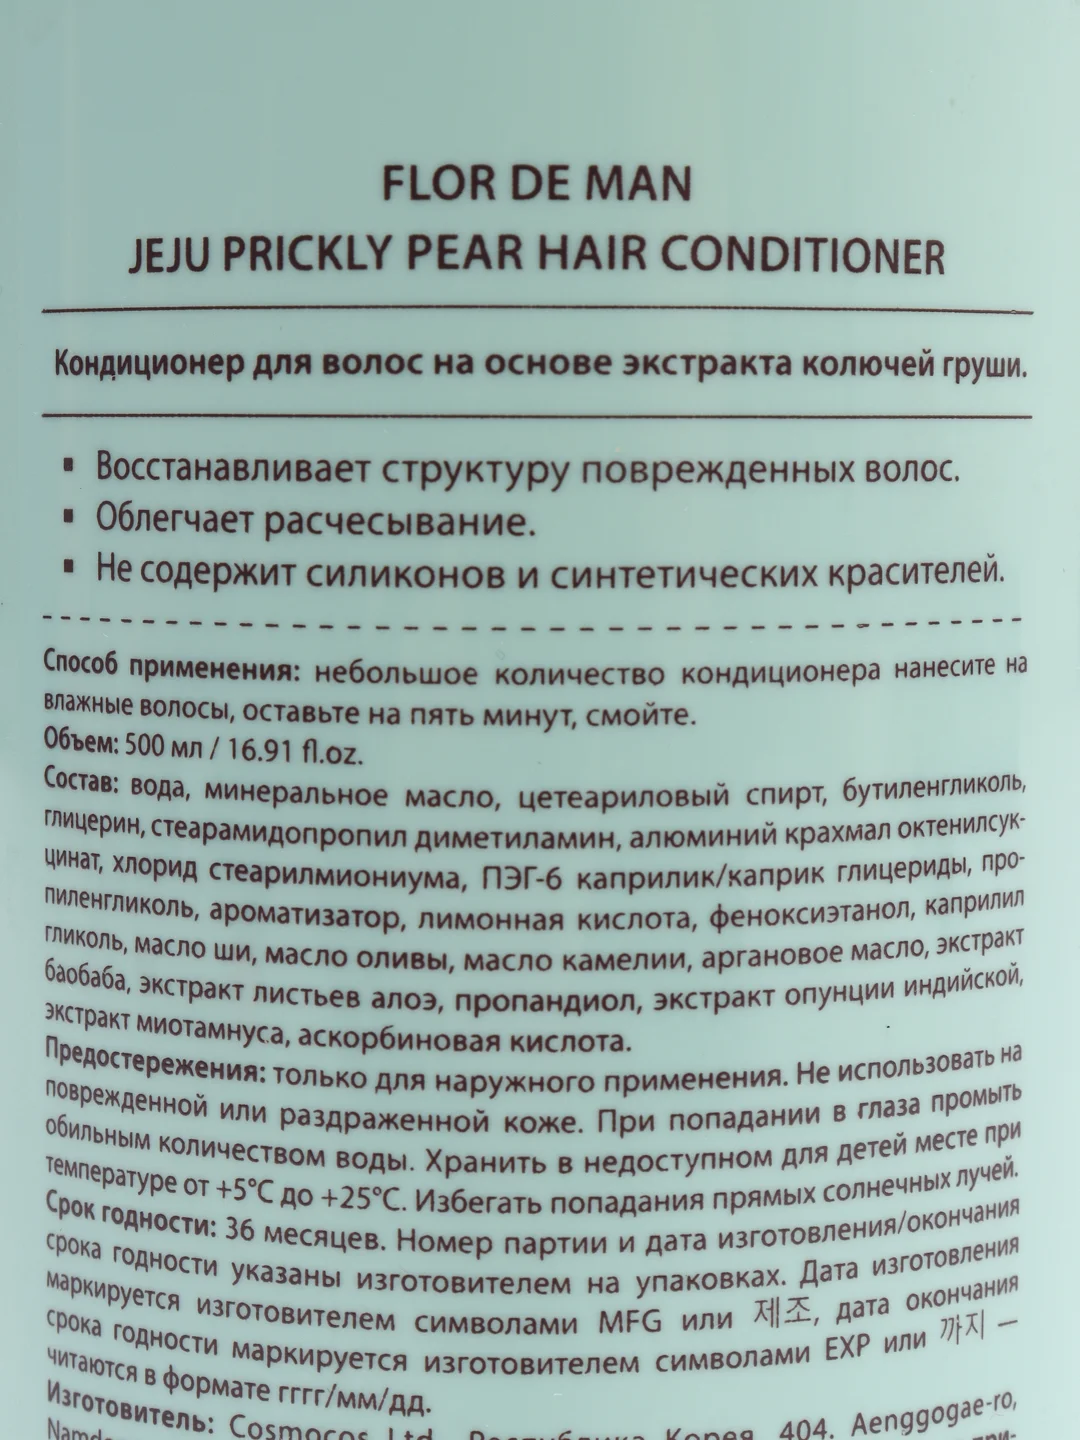 FLOR DE MAN
JEJU PRICKLY PEAR HAIR CONDITIONER
Кондиционер для волос на основе экстракта колючей груши.
▪ Восстанавливает структуру поврежденных волос.
▪ Облегчает расчесывание.
▪ Не содержит силиконов и синтетических красителей.
Способ применения: небольшое количество кондиционера нанесите на
влажные волосы, оставьте на пять минут, смойте.
Объем: 500 мл / 16.91 fl.oz.
Состав: вода, минеральное масло, цетеариловый спирт, бутиленгликоль,
глицерин, стеарамидопропил диметиламин, алюминий крахмал октенилсук-
цинат, хлорид стеарилмиониума, ПЭГ-6 каприлик/каприк глицериды, про-
пиленгликоль, ароматизатор, лимонная кислота, феноксиэтанол, каприлил
гликоль, масло ши, масло оливы, масло камелии, аргановое масло, экстракт
баобаба, экстракт листьев алоэ, пропандиол, экстракт опунции индийской,
экстракт миотамнуса, аскорбиновая кислота.
Предостережения: только для наружного применения. Не использовать на
поврежденной или раздраженной коже. При попадании в глаза промыть
обильным количеством воды. Хранить в недоступном для детей месте при
температуре от +5°С до +25°С. Избегать попадания прямых солнечных лучей.
Срок годности: 36 месяцев. Номер партии и дата изготовления/окончания
срока годности указаны изготовителем на упаковках. Дата изготовления
маркируется изготовителем символами MFG или 제조, дата окончания
срока годности маркируется изготовителем символами EXP или 까지 —
читаются в формате гггг/мм/дд.
Изготовитель: Cosmocos Ltd., Республика Корея, 404, Aenggogae-ro,